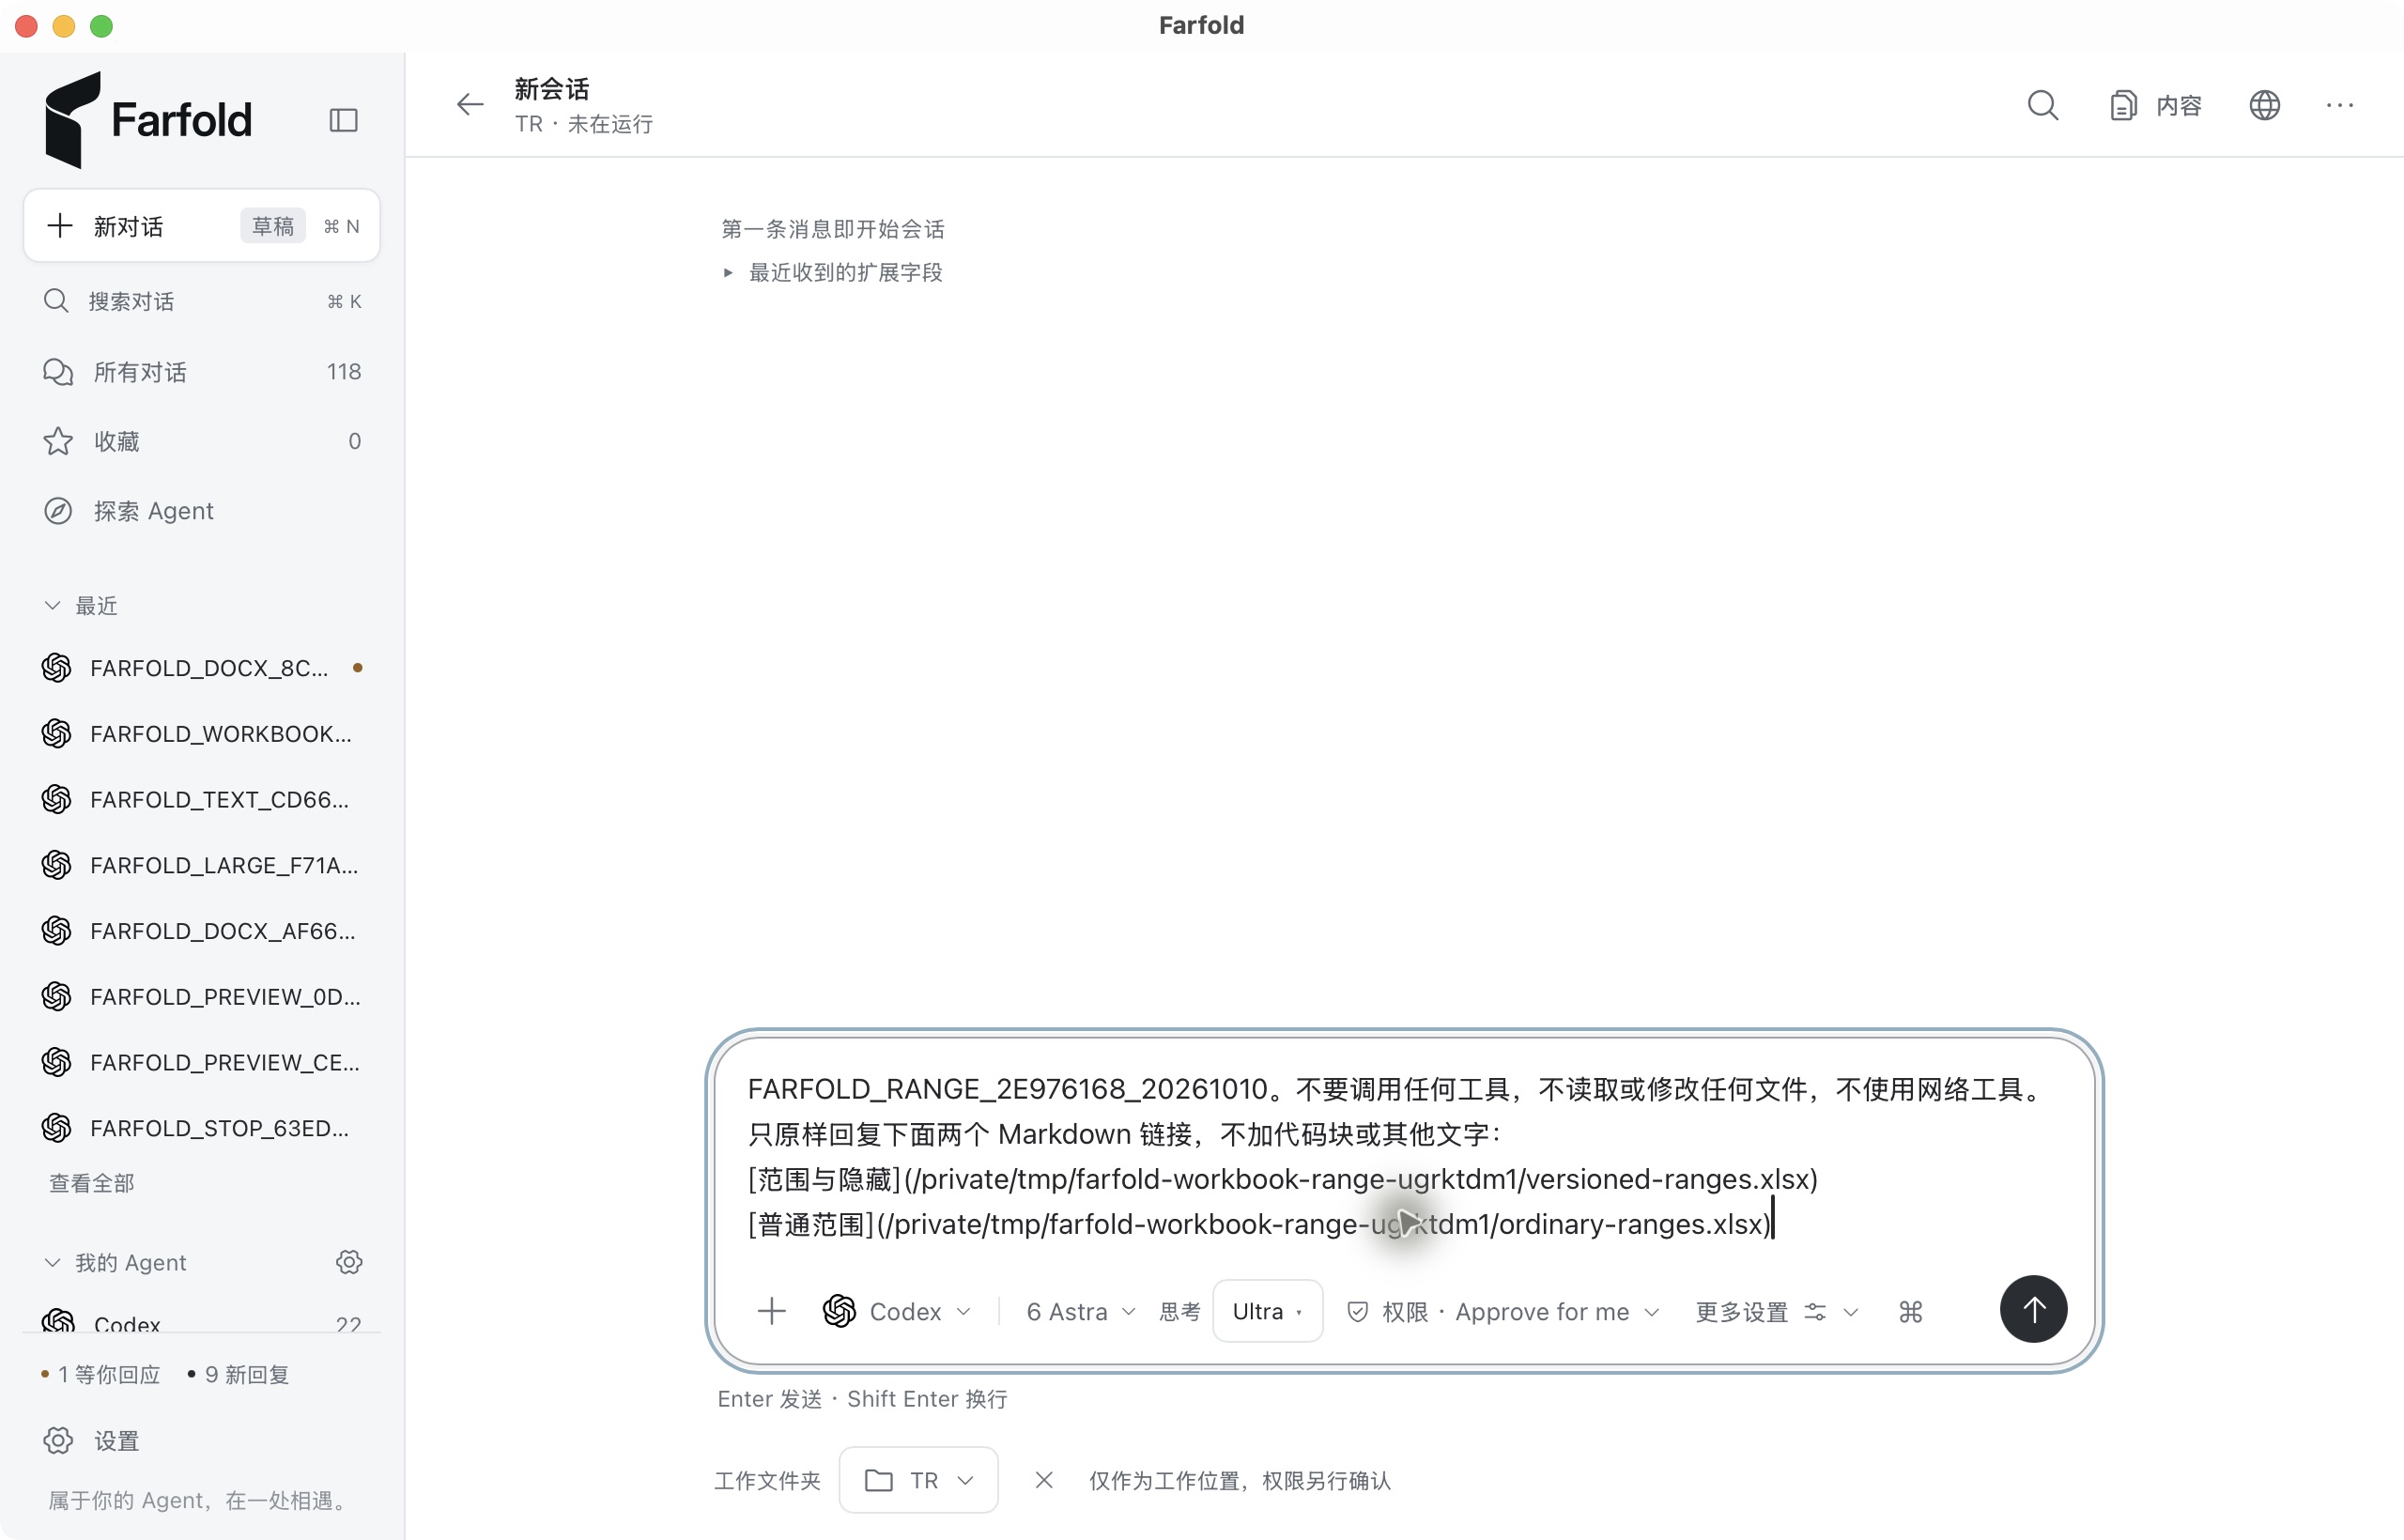 Farfold
Farfold
新对话
草稿
⌘ N
搜索对话
⌘ K
所有对话
118
收藏
0
探索 Agent
最近
FARFOLD_DOCX_8C...
FARFOLD_WORKBOOK...
FARFOLD_TEXT_CD66...
FARFOLD_LARGE_F71A...
FARFOLD_DOCX_AF66...
FARFOLD_PREVIEW_0D...
FARFOLD_PREVIEW_CE...
FARFOLD_STOP_63ED...
查看全部
我的 Agent
Codex
22
1 等你回应
9 新回复
设置
属于你的 Agent，在一处相遇。
新会话
TR · 未在运行
内容
第一条消息即开始会话
最近收到的扩展字段
FARFOLD_RANGE_2E976168_20261010。不要调用任何工具，不读取或修改任何文件，不使用网络工具。
只原样回复下面两个 Markdown 链接，不加代码块或其他文字：
[范围与隐藏](/private/tmp/farfold-workbook-range-ugrktdm1/versioned-ranges.xlsx)
[普通范围](/private/tmp/farfold-workbook-range-ugrktdm1/ordinary-ranges.xlsx)
Codex
6 Astra
思考
Ultra
权限 · Approve for me
更多设置
⌘
Enter 发送 · Shift Enter 换行
工作文件夹
TR
仅作为工作位置，权限另行确认